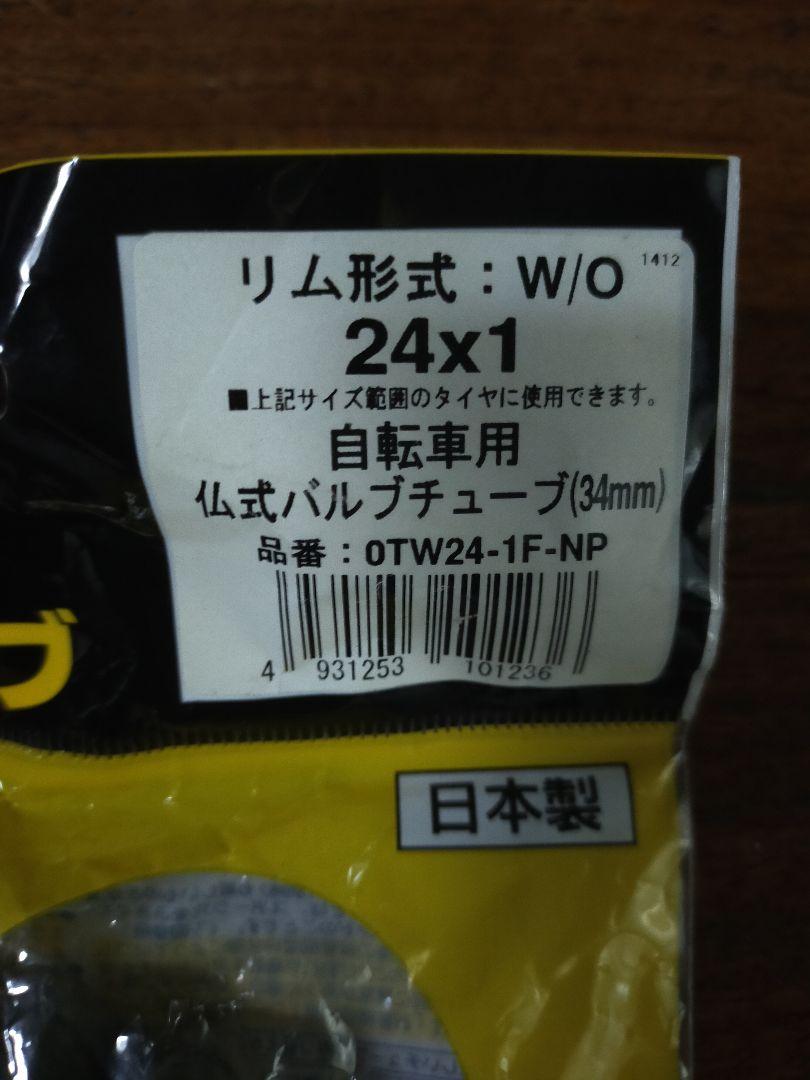 リム形式：W/O 1412
24x1
■上記サイズ範囲のタイヤに使用できます。
自転車用
仏式バルブチューブ(34mm)
品番：0TW24-1F-NP
4 931253 101236
ブ
日本製